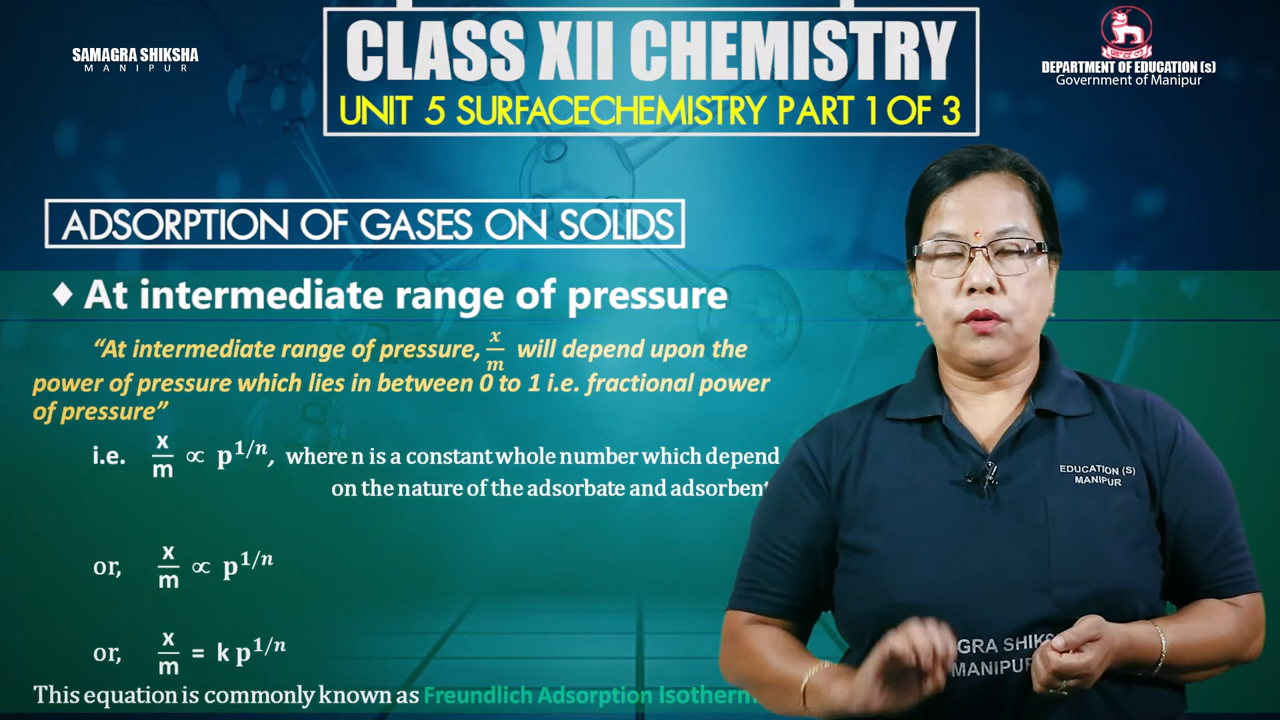 SAMAGRA SHIKSHA
MANIPUR
CLASS XII CHEMISTRY
UNIT 5 SURFACECHEMISTRY PART 1 OF 3
DEPARTMENT OF EDUCATION (s)
Government of Manipur
ADSORPTION OF GASES ON SOLIDS
♦ At intermediate range of pressure
“At intermediate range of pressure, x/m will depend upon the
power of pressure which lies in between 0 to 1 i.e. fractional power
of pressure”
i.e. x/m ∝ p^1/n, where n is a constant whole number which depend
on the nature of the adsorbate and adsorbent
or, x/m ∝ p^1/n
or, x/m = k p^1/n
This equation is commonly known as Freundlich Adsorption Isotherm
EDUCATION (S)
MANIPUR
AGRA SHIKS
MANIPUR